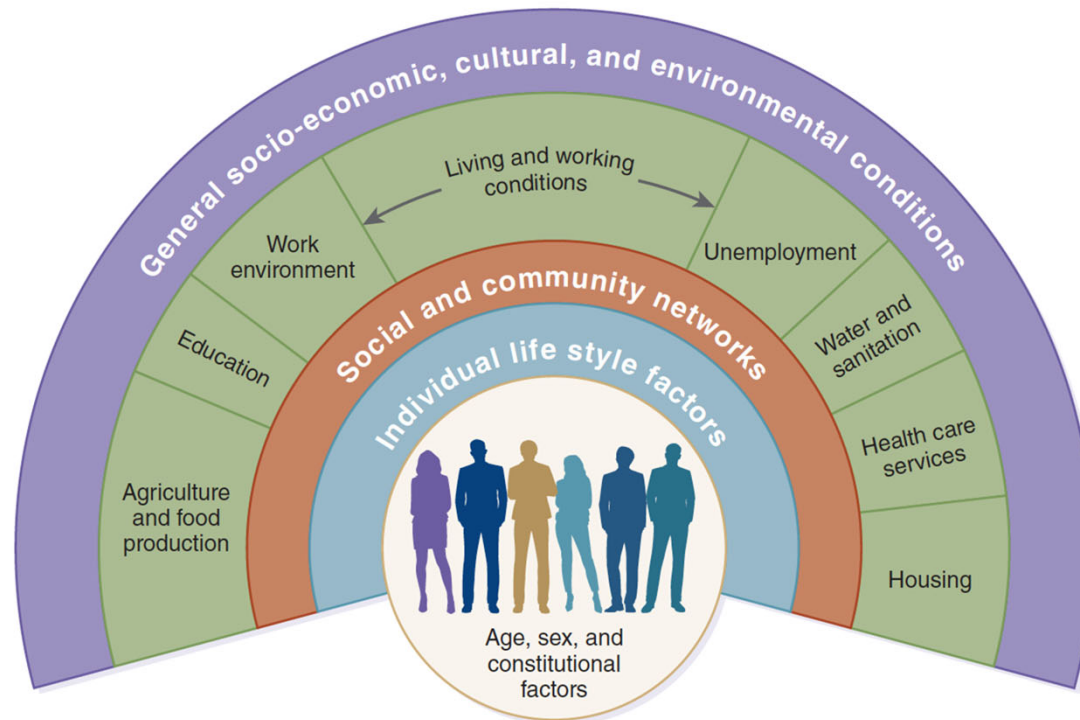 General socio-economic, cultural, and environmental conditions
Living and working
conditions
Work
environment
Unemployment
Education
Water and
sanitation
Agriculture
and food
production
Health care
services
Housing
Social and community networks
Individual life style factors
Age, sex, and
constitutional
factors